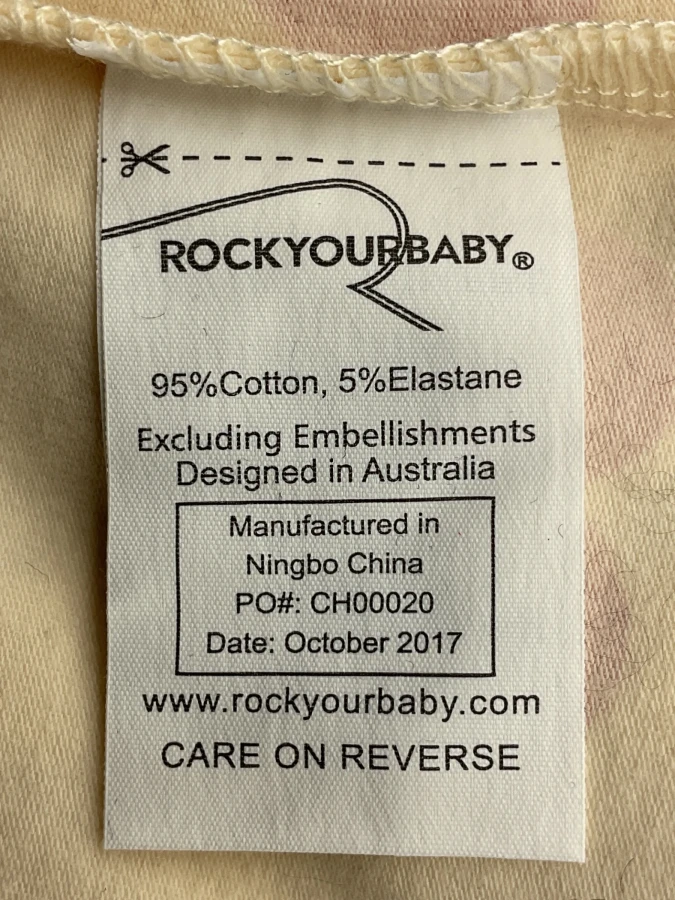 ROCKYOURBABY®
95%Cotton, 5%Elastane
Excluding Embellishments
Designed in Australia
Manufactured in
Ningbo China
PO#: CH00020
Date: October 2017
www.rockyourbaby.com
CARE ON REVERSE